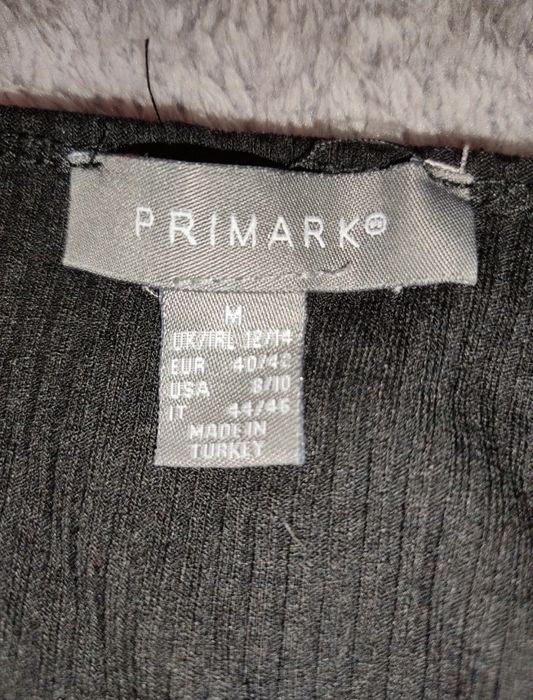 PRIMARK®
M
UK/IRL 12/14
EUR 40/42
USA 8/10
IT 44/46
MADE IN
TURKEY